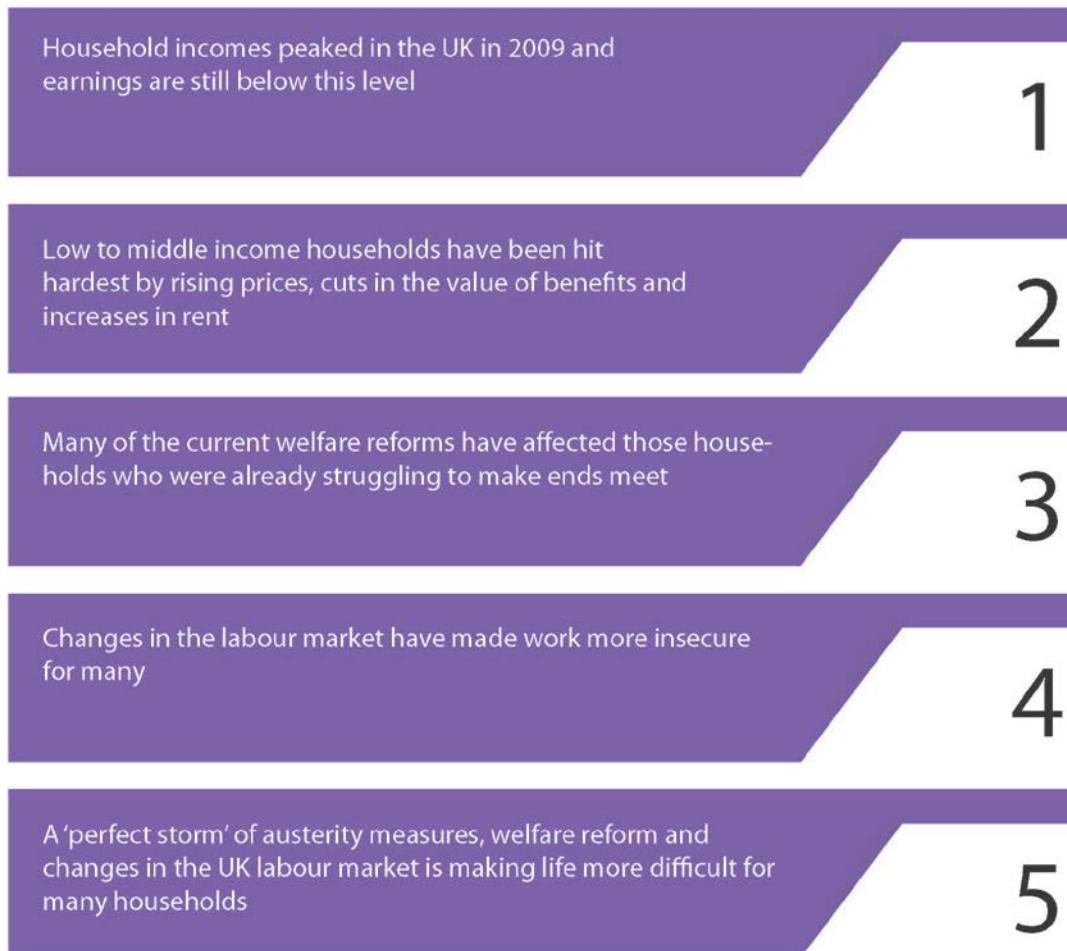 Household incomes peaked in the UK in 2009 and
earnings are still below this level
1
Low to middle income households have been hit
hardest by rising prices, cuts in the value of benefits and
increases in rent
2
Many of the current welfare reforms have affected those house-
holds who were already struggling to make ends meet
3
Changes in the labour market have made work more insecure
for many
4
A ‘perfect storm’ of austerity measures, welfare reform and
changes in the UK labour market is making life more difficult for
many households
5